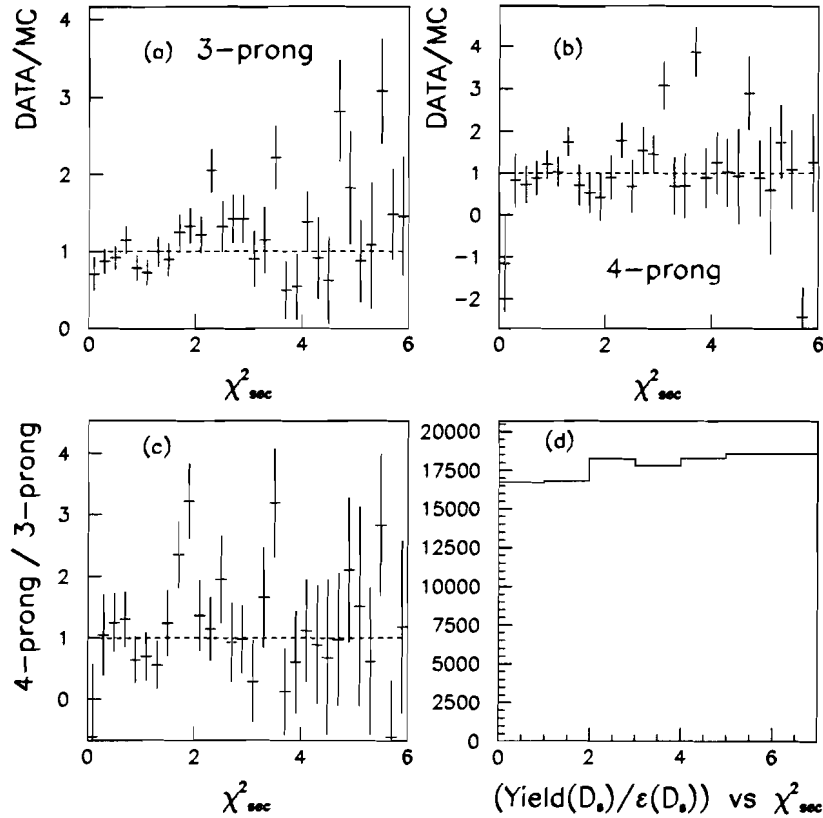 DATA/MC
(a) 3-prong
4
3
2
1
0
0 2 4 6
χ²sec
DATA/MC
(b)
4-prong
4
3
2
1
0
-1
-2
0 2 4 6
χ²sec
4-prong / 3-prong
(c)
4
3
2
1
0
0 2 4 6
χ²sec
(d)
20000
17500
15000
12500
10000
7500
5000
2500
0
0 2 4 6
(Yield(Dₛ)/ε(Dₛ)) vs χ²sec